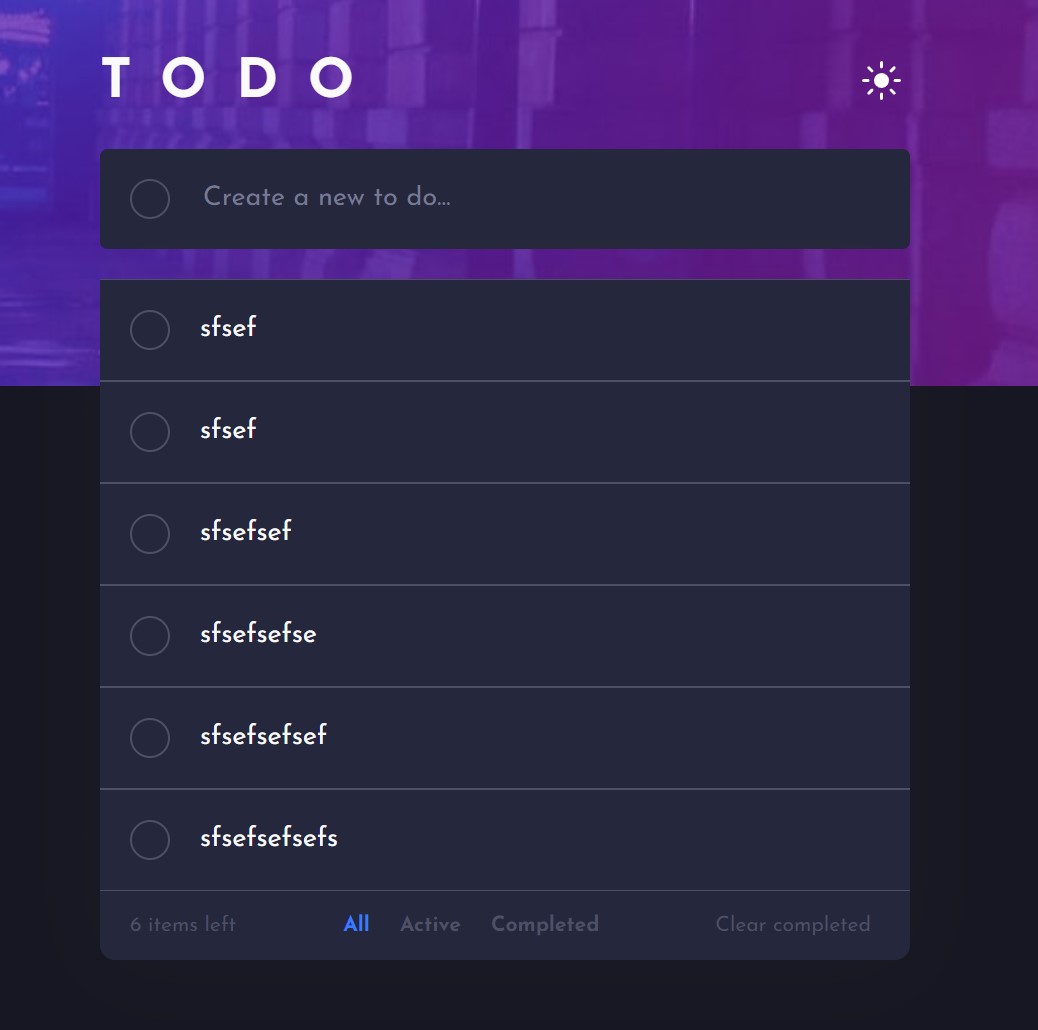 TODO
Create a new to do...
sfsef
sfsef
sfsefsef
sfsefsefse
sfsefsefsef
sfsefsefsefs
6 items left All Active Completed Clear completed